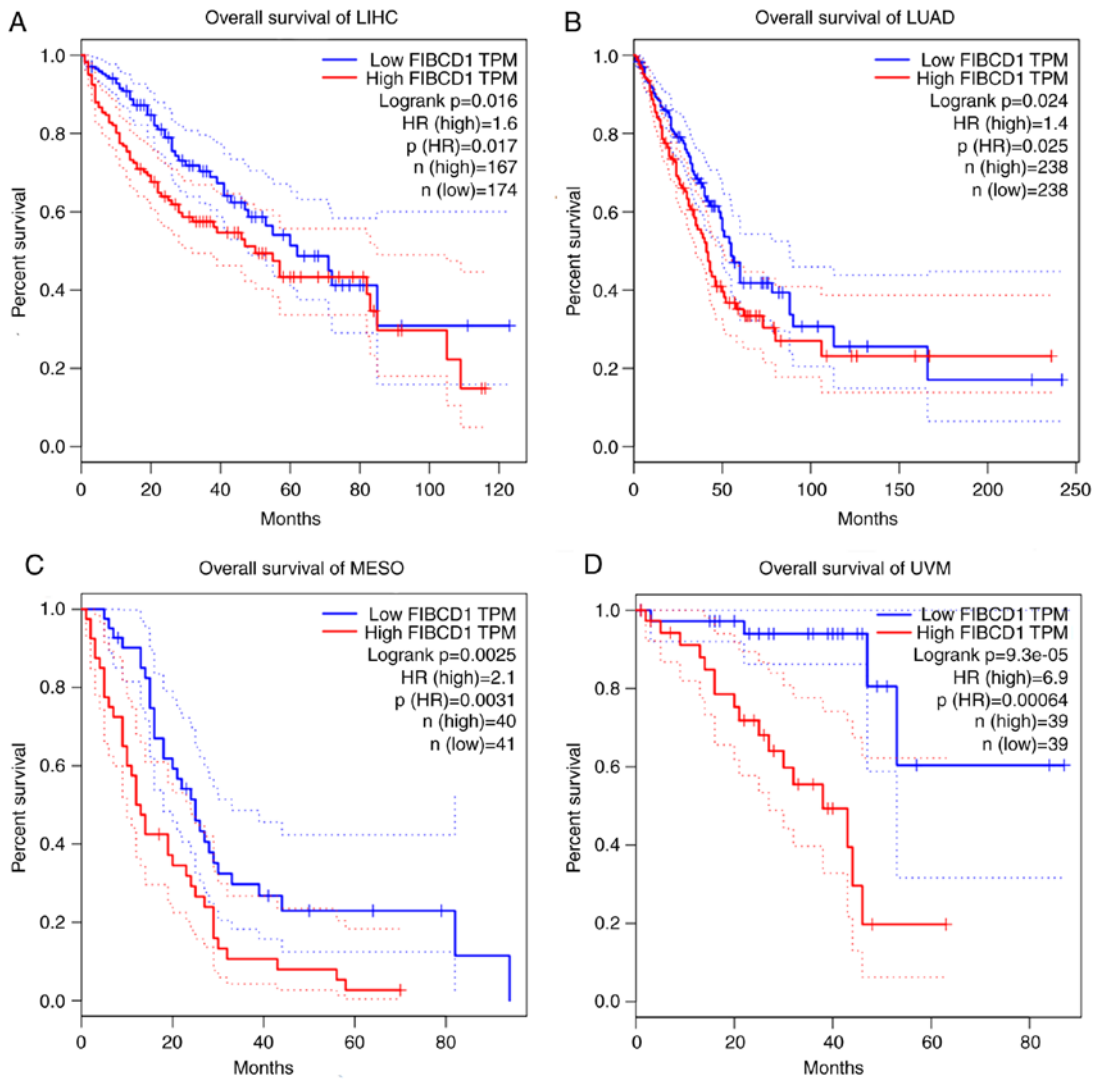 A
Overall survival of LIHC
Low FIBCD1 TPM
High FIBCD1 TPM
Logrank p=0.016
HR (high)=1.6
p (HR)=0.017
n (high)=167
n (low)=174
Percent survival
1.0
0.8
0.6
0.4
0.2
0.0
0 20 40 60 80 100 120
Months
B
Overall survival of LUAD
Low FIBCD1 TPM
High FIBCD1 TPM
Logrank p=0.024
HR (high)=1.4
p (HR)=0.025
n (high)=238
n (low)=238
Percent survival
1.0
0.8
0.6
0.4
0.2
0.0
0 50 100 150 200 250
Months
C
Overall survival of MESO
Low FIBCD1 TPM
High FIBCD1 TPM
Logrank p=0.0025
HR (high)=2.1
p (HR)=0.0031
n (high)=40
n (low)=41
Percent survival
1.0
0.8
0.6
0.4
0.2
0.0
0 20 40 60 80
Months
D
Overall survival of UVM
Low FIBCD1 TPM
High FIBCD1 TPM
Logrank p=9.3e-05
HR (high)=6.9
p (HR)=0.00064
n (high)=39
n (low)=39
Percent survival
1.0
0.8
0.6
0.4
0.2
0.0
0 20 40 60 80
Months